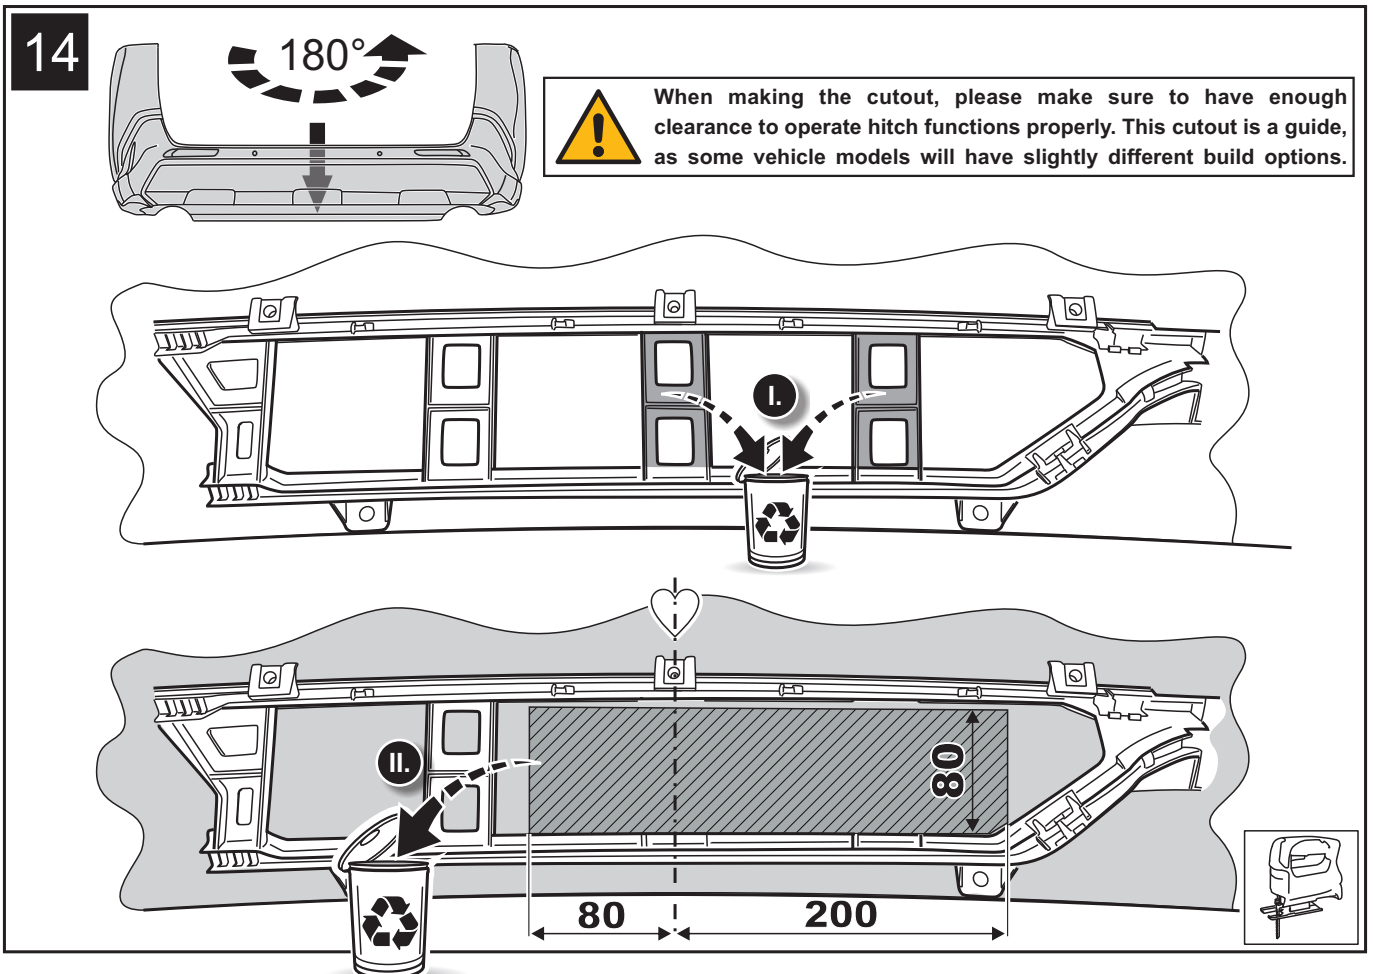 14
180°
When making the cutout, please make sure to have enough
clearance to operate hitch functions properly. This cutout is a guide,
as some vehicle models will have slightly different build options.
I.
II.
80
80
200